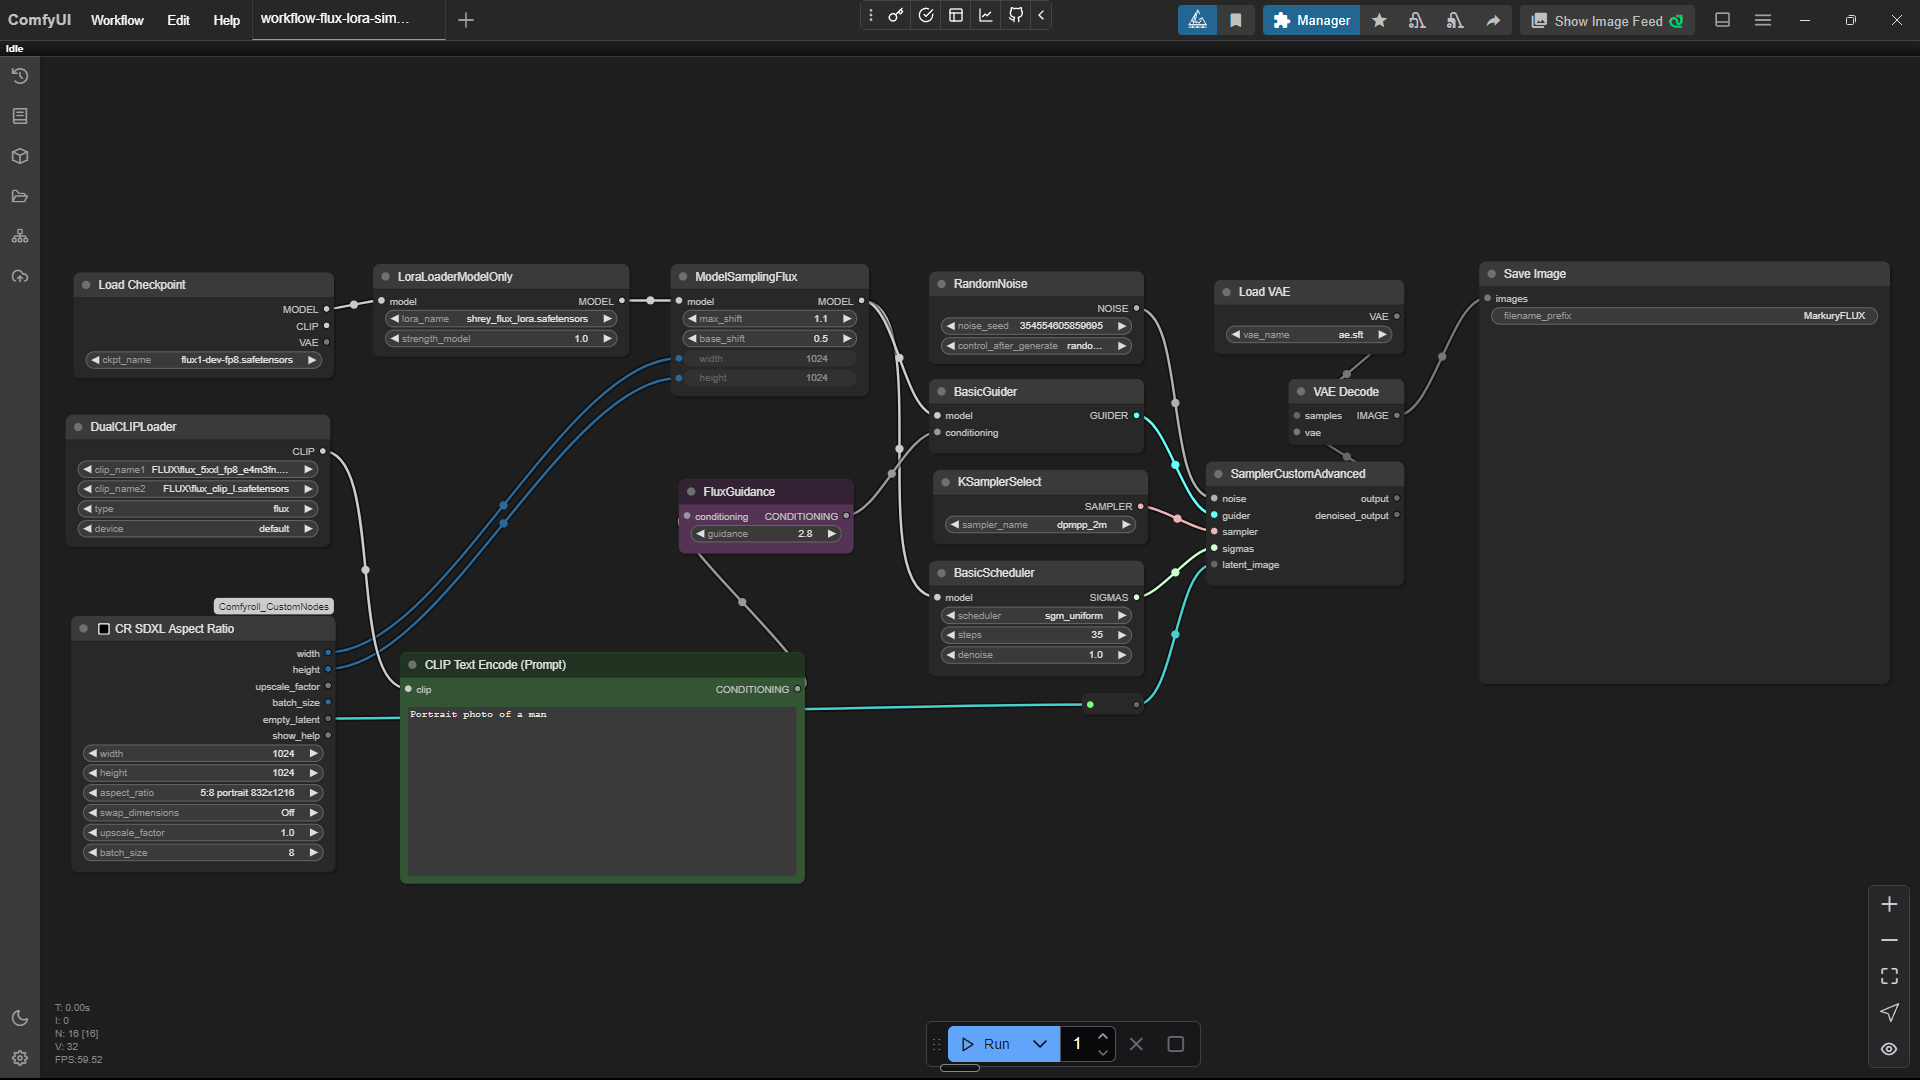 ComfyUI Workflow Edit Help workflow-flux-lora-sim... Manager Show Image Feed
Idle
Load Checkpoint
MODEL
CLIP
VAE
ckpt_name flux1-dev-fp8.safetensors
LoraLoaderModelOnly
model MODEL
lora_name shrey_flux_lora.safetensors
strength_model 1.0
ModelSamplingFlux
model MODEL
max_shift 1.1
base_shift 0.5
width 1024
height 1024
RandomNoise
NOISE
noise_seed 354554605859695
control_after_generate rando...
Load VAE
VAE
vae_name ae.sft
Save Image
images
filename_prefix MarkuryFLUX
DualCLIPLoader
CLIP
clip_name1 FLUX\flux_5xxl_fp8_e4m3fn....
clip_name2 FLUX\flux_clip_l.safetensors
type flux
device default
BasicGuider
model GUIDER
conditioning
VAE Decode
samples IMAGE
vae
FluxGuidance
conditioning CONDITIONING
guidance 2.8
KSamplerSelect
SAMPLER
sampler_name dpmpp_2m
SamplerCustomAdvanced
noise output
guider denoised_output
sampler
sigmas
latent_image
BasicScheduler
model SIGMAS
scheduler sgm_uniform
steps 35
denoise 1.0
Comfyroll_CustomNodes
CR SDXL Aspect Ratio
width
height
upscale_factor
batch_size
empty_latent
show_help
width 1024
height 1024
aspect_ratio 5:8 portrait 832x1216
swap_dimensions Off
upscale_factor 1.0
batch_size 8
CLIP Text Encode (Prompt)
clip CONDITIONING
Portrait photo of a man
T: 0.00s
I: 0
N: 16 [16]
V: 32
FPS:59.52
Run 1